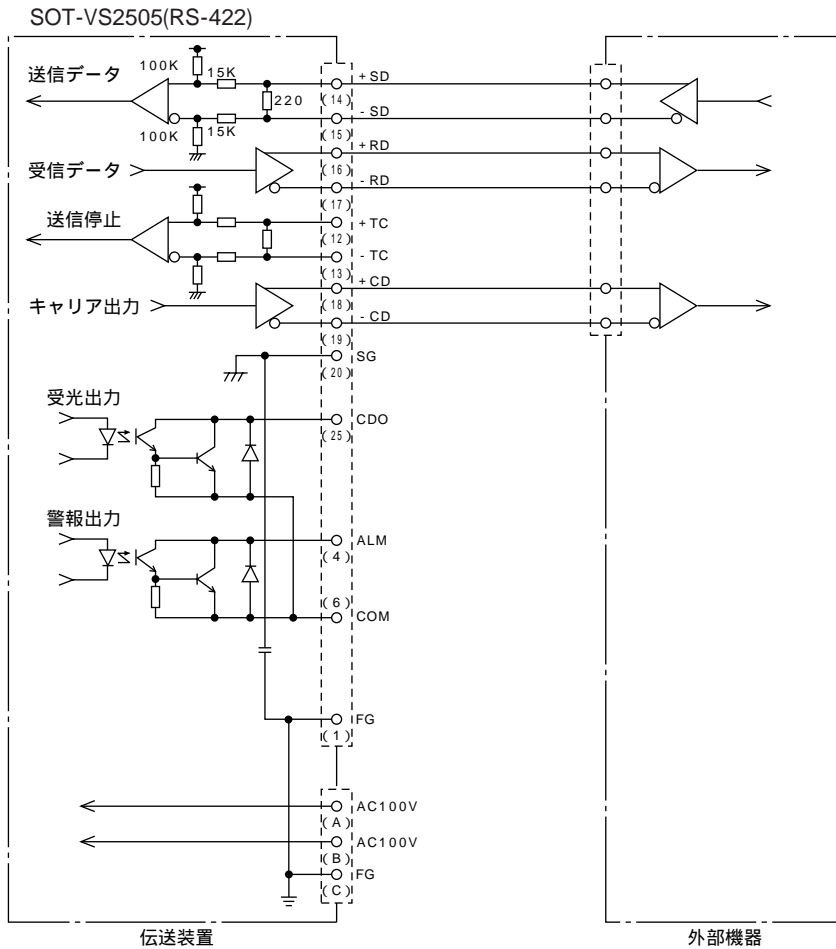 SOT-VS2505(RS-422)
送信データ
100K
15K
220
100K
15K
+SD
(14)
-SD
(15)
受信データ
+RD
(16)
-RD
(17)
送信停止
+TC
(12)
-TC
(13)
キャリア出力
+CD
(18)
-CD
(19)
SG
(20)
受光出力
CDO
(25)
警報出力
ALM
(4)
(6)
COM
FG
(1)
AC100V
(A)
AC100V
(B)
FG
(C)
伝送装置
外部機器